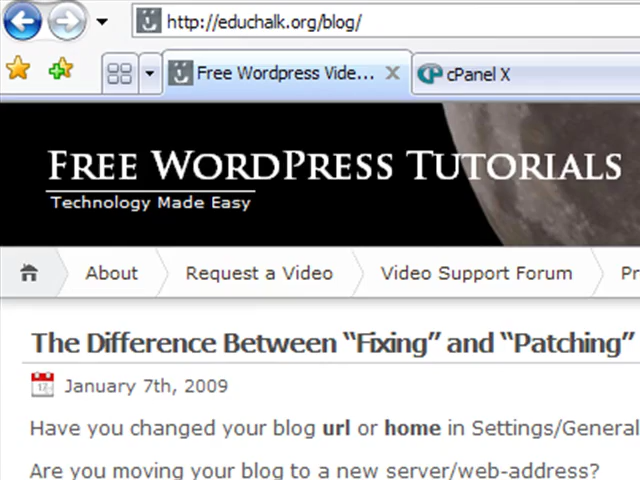 http://educhalk.org/blog/
Free Wordpress Vide... cPanel X
FREE WORDPRESS TUTORIALS
Technology Made Easy
About Request a Video Video Support Forum Pr
The Difference Between “Fixing” and “Patching”
January 7th, 2009
Have you changed your blog url or home in Settings/General
Are you moving your blog to a new server/web-address?